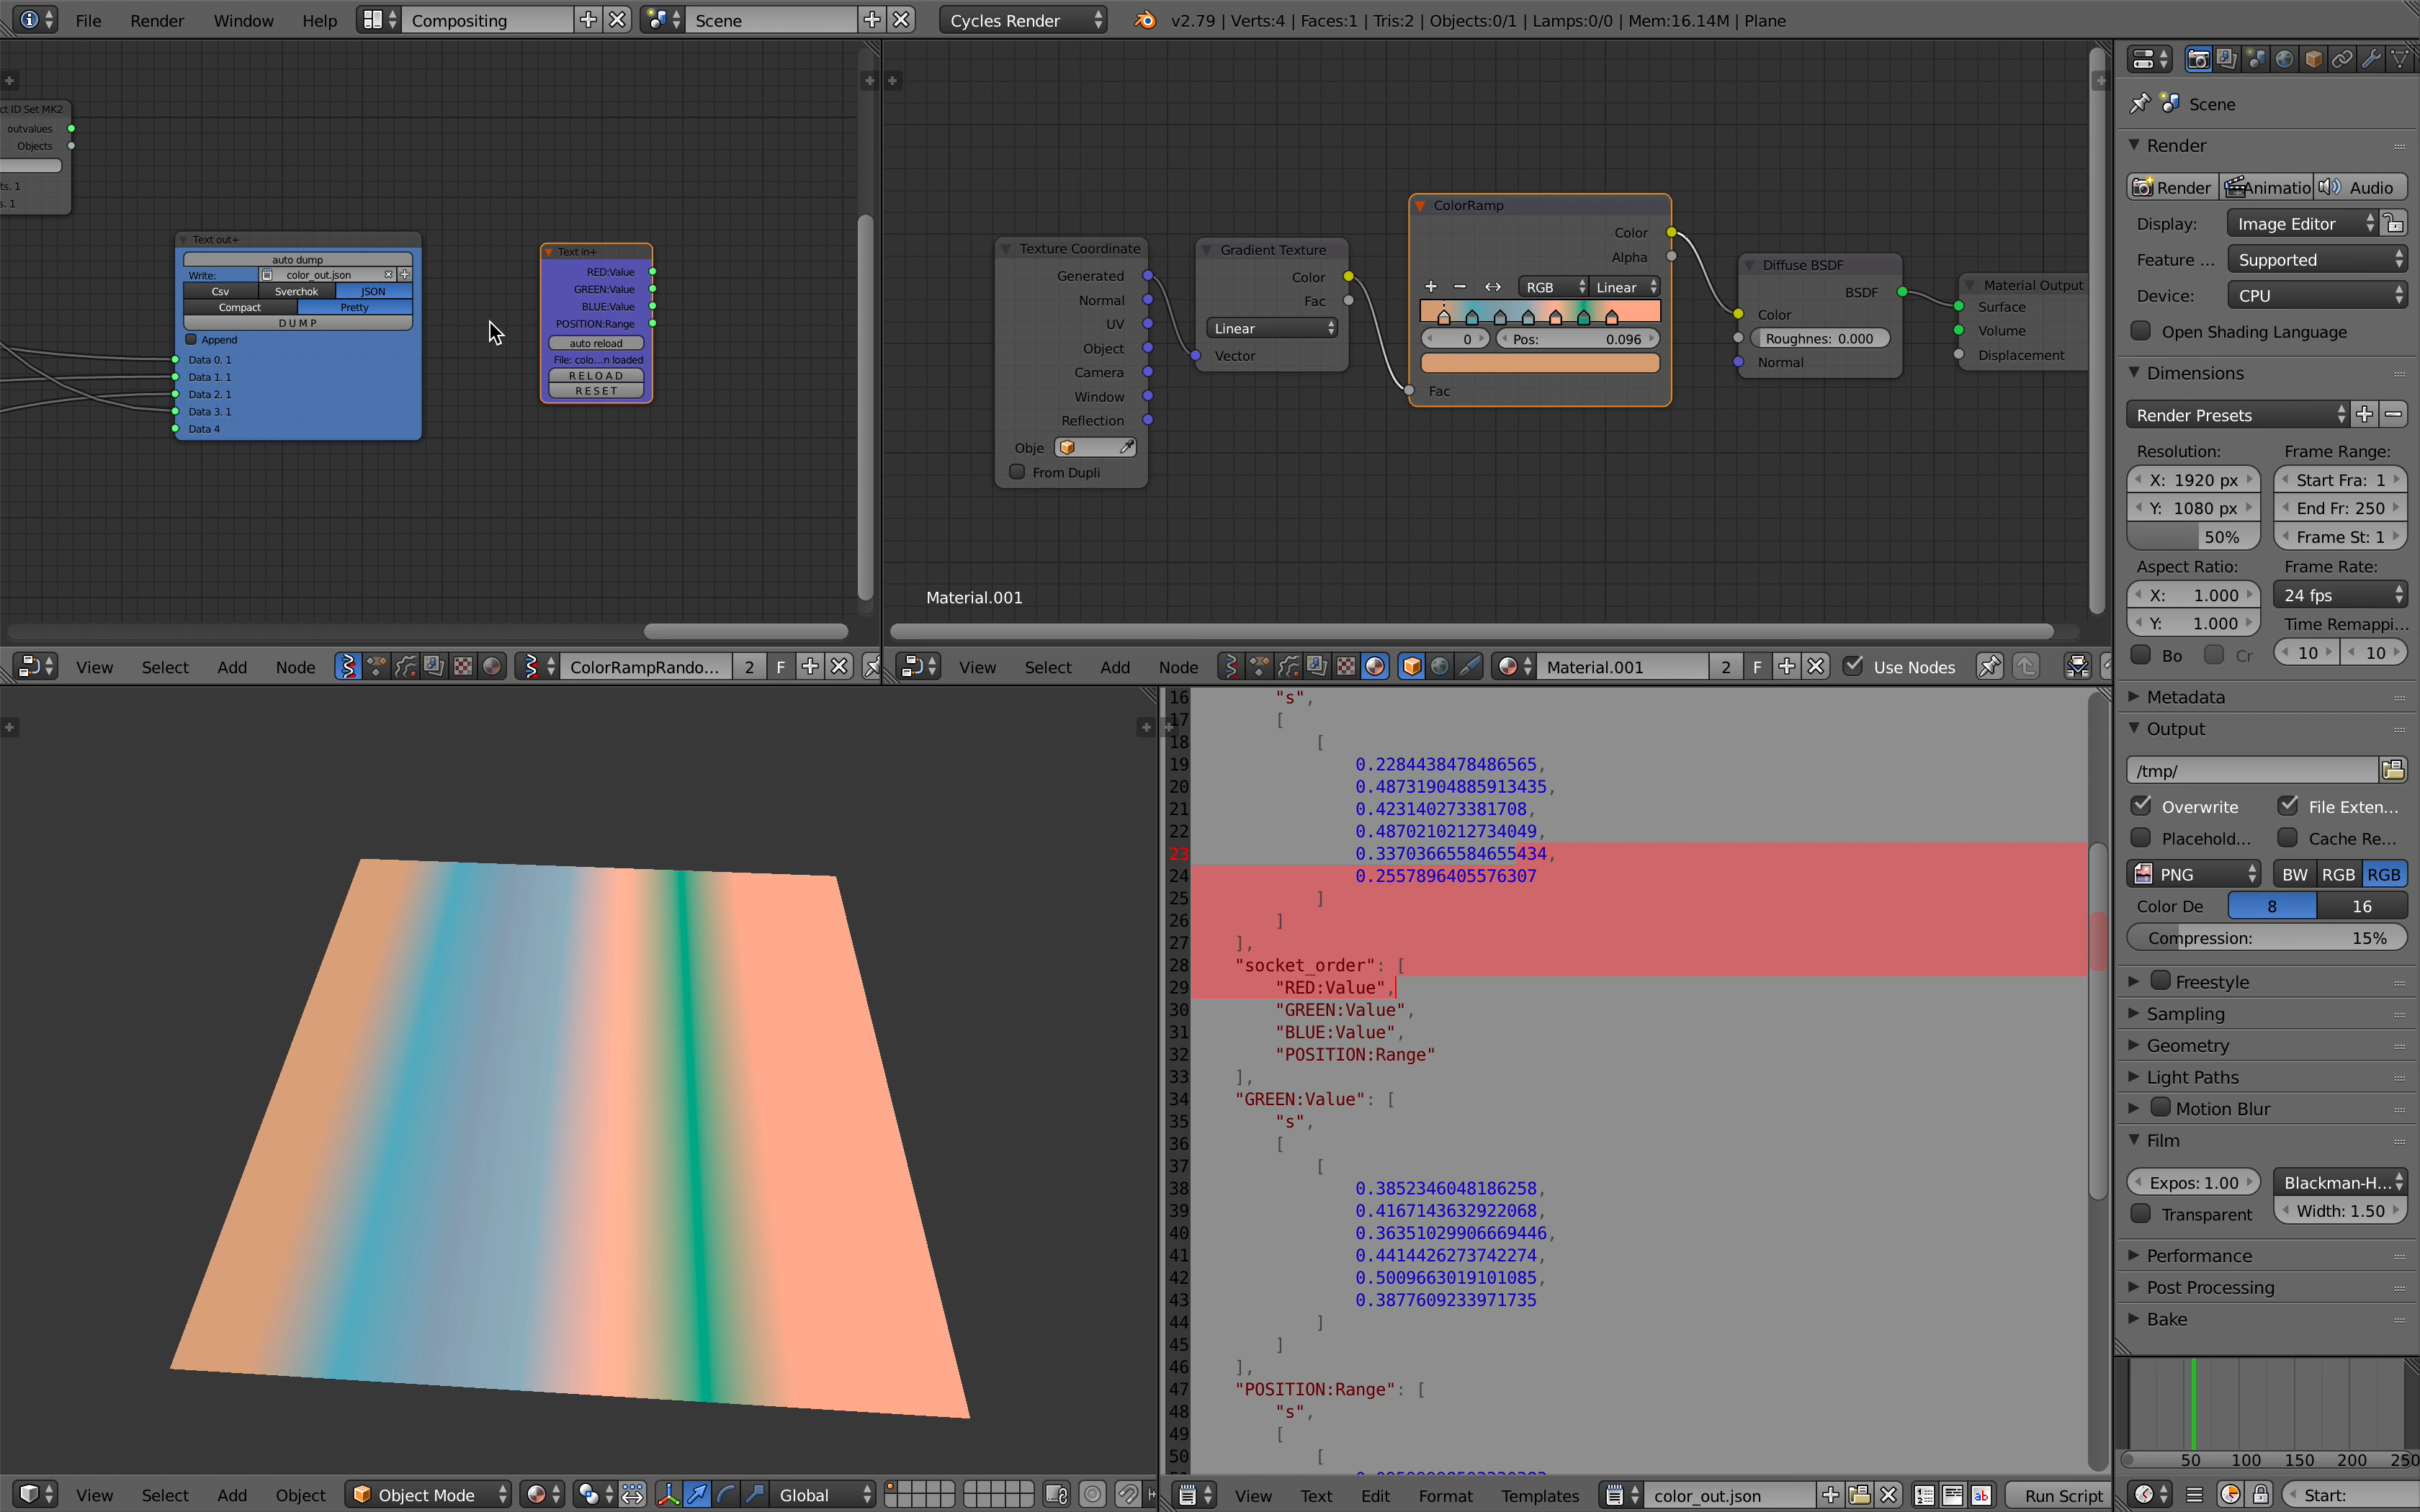 File Render Window Help Compositing Scene Cycles Render v2.79 | Verts:4 | Faces:1 | Tris:2 | Objects:0/1 | Lamps:0/0 | Mem:16.14M | Plane
ct ID Set MK2
outvalues
Objects
ts. 1
s. 1
Text out+
auto dump
Write: color_out.json
Csv Sverchok JSON
Compact Pretty
D U M P
Append
Data 0. 1
Data 1. 1
Data 2. 1
Data 3. 1
Data 4
Text in+
RED:Value
GREEN:Value
BLUE:Value
POSITION:Range
auto reload
File: colo...n loaded
R E L O A D
R E S E T
View Select Add Node ColorRampRando... 2 F
Texture Coordinate
Generated
Normal
UV
Object
Camera
Window
Reflection
Obje
From Dupli
Gradient Texture
Color
Fac
Linear
Vector
ColorRamp
Color
Alpha
RGB Linear
0 Pos: 0.096
Fac
Diffuse BSDF
BSDF
Color
Roughnes: 0.000
Normal
Material Output
Surface
Volume
Displacement
Material.001
View Select Add Node Material.001 2 F Use Nodes
16 "s",
17 [
18 [
19 0.2284438478486565,
20 0.48731904885913435,
21 0.423140273381708,
22 0.4870210212734049,
23 0.33703665584655434,
24 0.2557896405576307
25 ]
26 ]
27 ],
28 "socket_order": [
29 "RED:Value",
30 "GREEN:Value",
31 "BLUE:Value",
32 "POSITION:Range"
33 ],
34 "GREEN:Value": [
35 "s",
36 [
37 [
38 0.3852346048186258,
39 0.4167143632922068,
40 0.36351029906669446,
41 0.4414426273742274,
42 0.5009663019101085,
43 0.3877609233971735
44 ]
45 ]
46 ],
47 "POSITION:Range": [
48 "s",
49 [
50 [
View Select Add Object Object Mode Global
View Text Edit Format Templates color_out.json Run Script
Scene
Render
Render Animatio Audio
Display: Image Editor
Feature ... Supported
Device: CPU
Open Shading Language
Dimensions
Render Presets
Resolution: Frame Range:
X: 1920 px Start Fra: 1
Y: 1080 px End Fr: 250
50% Frame St: 1
Aspect Ratio: Frame Rate:
X: 1.000 24 fps
Y: 1.000 Time Remappi...
Bo Cr 10 10
Metadata
Output
/tmp/
Overwrite File Exten...
Placehold... Cache Re...
PNG BW RGB RGB
Color De 8 16
Compression: 15%
Freestyle
Sampling
Geometry
Light Paths
Motion Blur
Film
Expos: 1.00 Blackman-H...
Transparent Width: 1.50
Performance
Post Processing
Bake
50 100 150 200 250
Start: